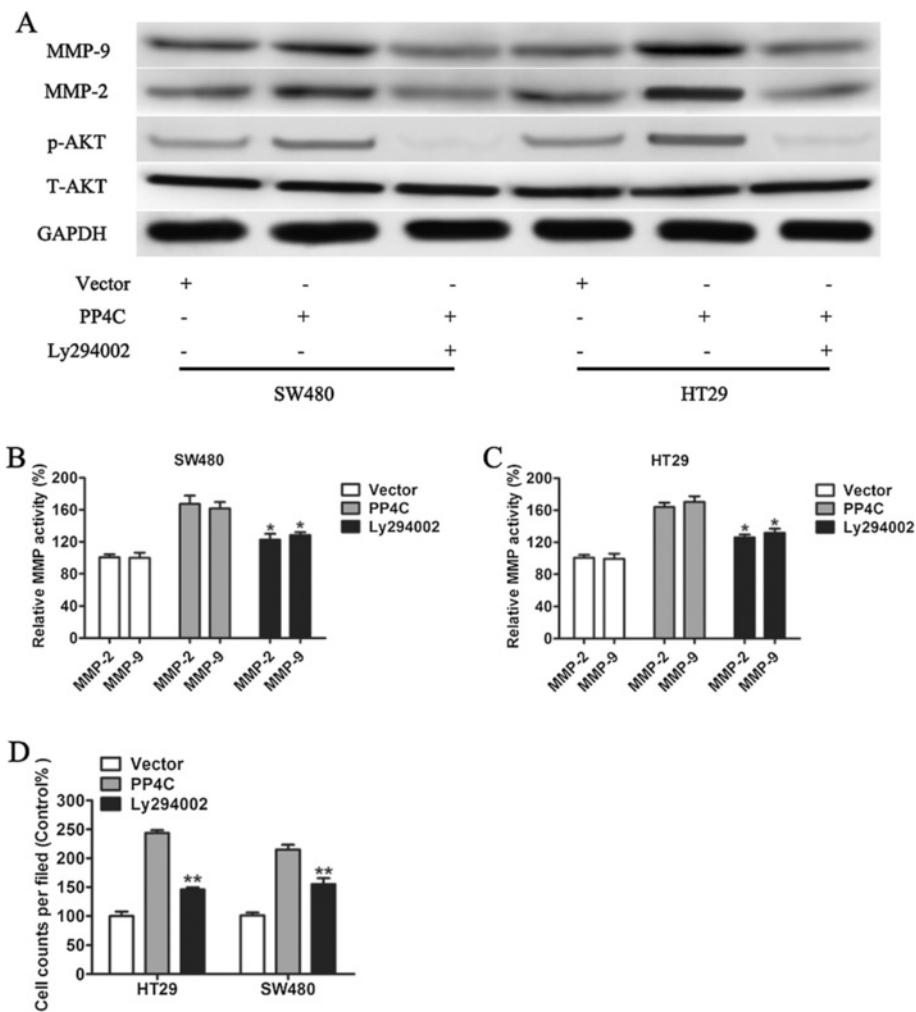 A
MMP-9
MMP-2
p-AKT
T-AKT
GAPDH
Vector + - - + - -
PP4C - + + - + +
Ly294002 - - + - - +
SW480 HT29
B
SW480
Relative MMP activity (%)
200
160
120
80
40
0
* *
MMP-2 MMP-9 MMP-2 MMP-9 MMP-2 MMP-9
Vector
PP4C
Ly294002
C
HT29
Relative MMP activity (%)
200
160
120
80
40
0
* *
MMP-2 MMP-9 MMP-2 MMP-9 MMP-2 MMP-9
Vector
PP4C
Ly294002
D
Vector
PP4C
Ly294002
Cell counts per filed (Control% )
300
250
200
150
100
50
0
** **
HT29 SW480